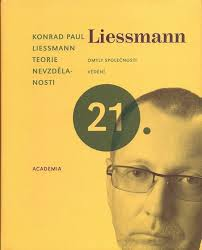 KONRAD PAUL
LIESSMANN
TEORIE
NEVZDĚLA-
NOSTI
Liessmann
OMYLY SPOLEČNOSTI
VĚDĚNÍ
21.
ACADEMIA